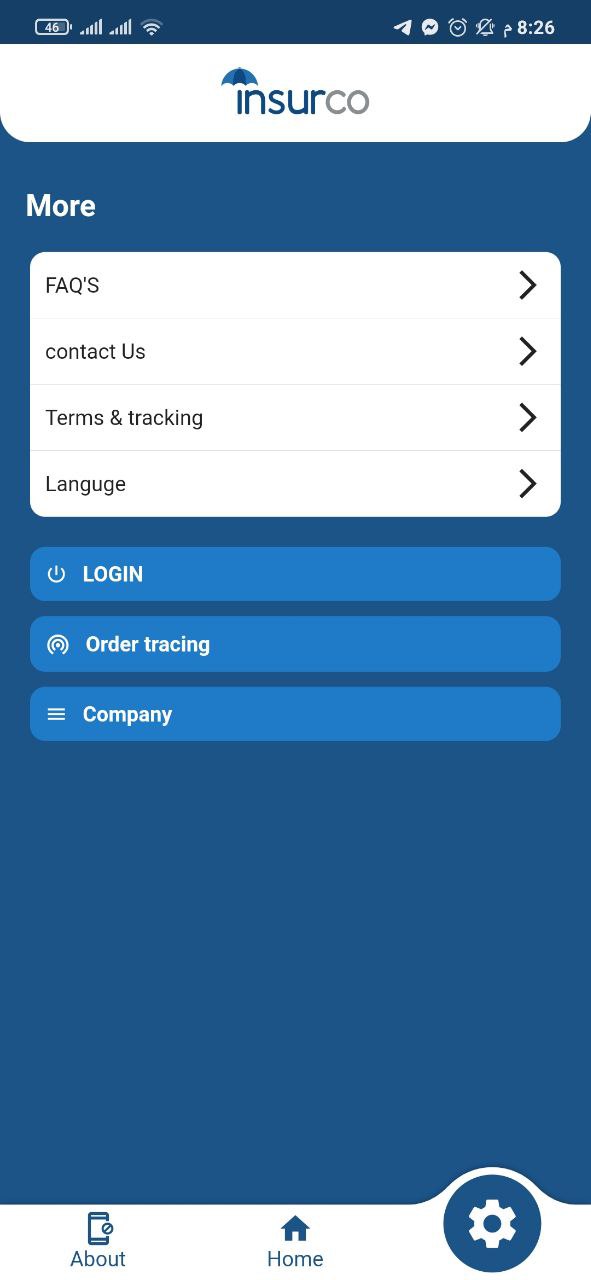 46
م 8:26
insurco
More
FAQ'S
contact Us
Terms & tracking
Languge
LOGIN
Order tracing
Company
About
Home